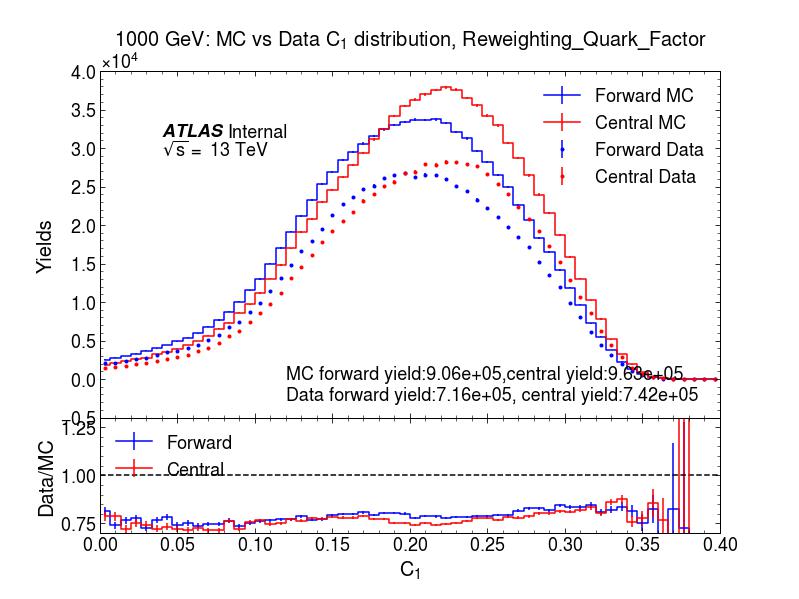 1000 GeV: MC vs Data C₁ distribution, Reweighting_Quark_Factor
×10⁴
4.0
3.5
3.0
2.5
2.0
1.5
1.0
0.5
0.0
0.5
Yields
ATLAS Internal
√s = 13 TeV
Forward MC
Central MC
Forward Data
Central Data
MC forward yield:9.06e+05,central yield:9.63e+05
Data forward yield:7.16e+05, central yield:7.42e+05
1.25
1.00
0.75
Data/MC
Forward
Central
0.00 0.05 0.10 0.15 0.20 0.25 0.30 0.35 0.40
C₁